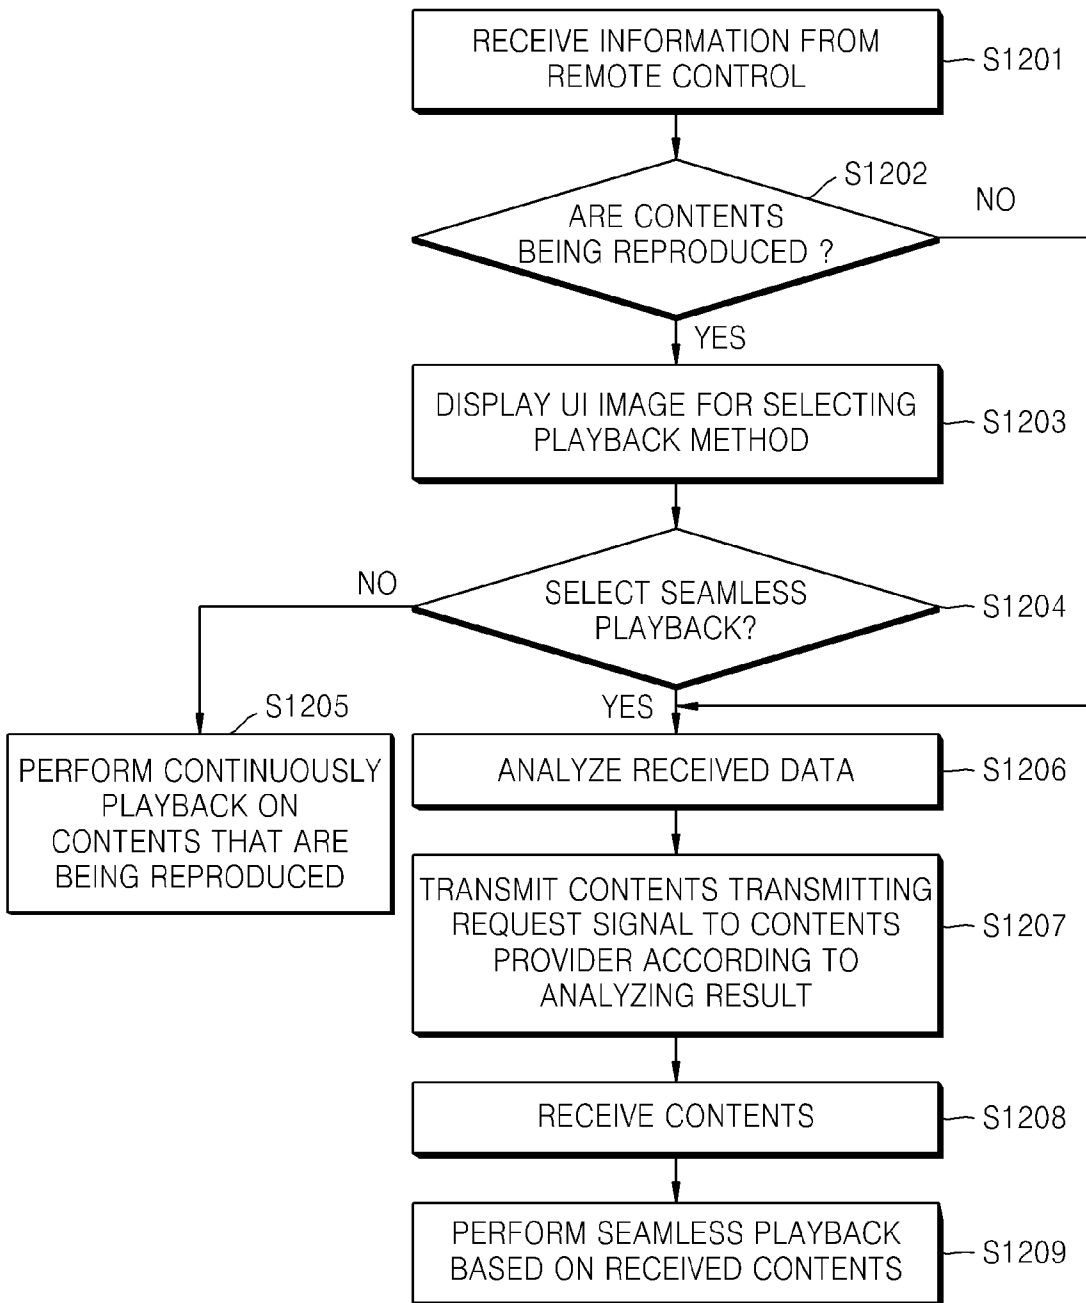 RECEIVE INFORMATION FROM
REMOTE CONTROL
S1201
S1202
ARE CONTENTS
BEING REPRODUCED ?
NO
YES
DISPLAY UI IMAGE FOR SELECTING
PLAYBACK METHOD
S1203
NO
SELECT SEAMLESS
PLAYBACK?
S1204
YES
S1205
PERFORM CONTINUOUSLY
PLAYBACK ON
CONTENTS THAT ARE
BEING REPRODUCED
ANALYZE RECEIVED DATA
S1206
TRANSMIT CONTENTS TRANSMITTING
REQUEST SIGNAL TO CONTENTS
PROVIDER ACCORDING TO
ANALYZING RESULT
S1207
RECEIVE CONTENTS
S1208
PERFORM SEAMLESS PLAYBACK
BASED ON RECEIVED CONTENTS
S1209